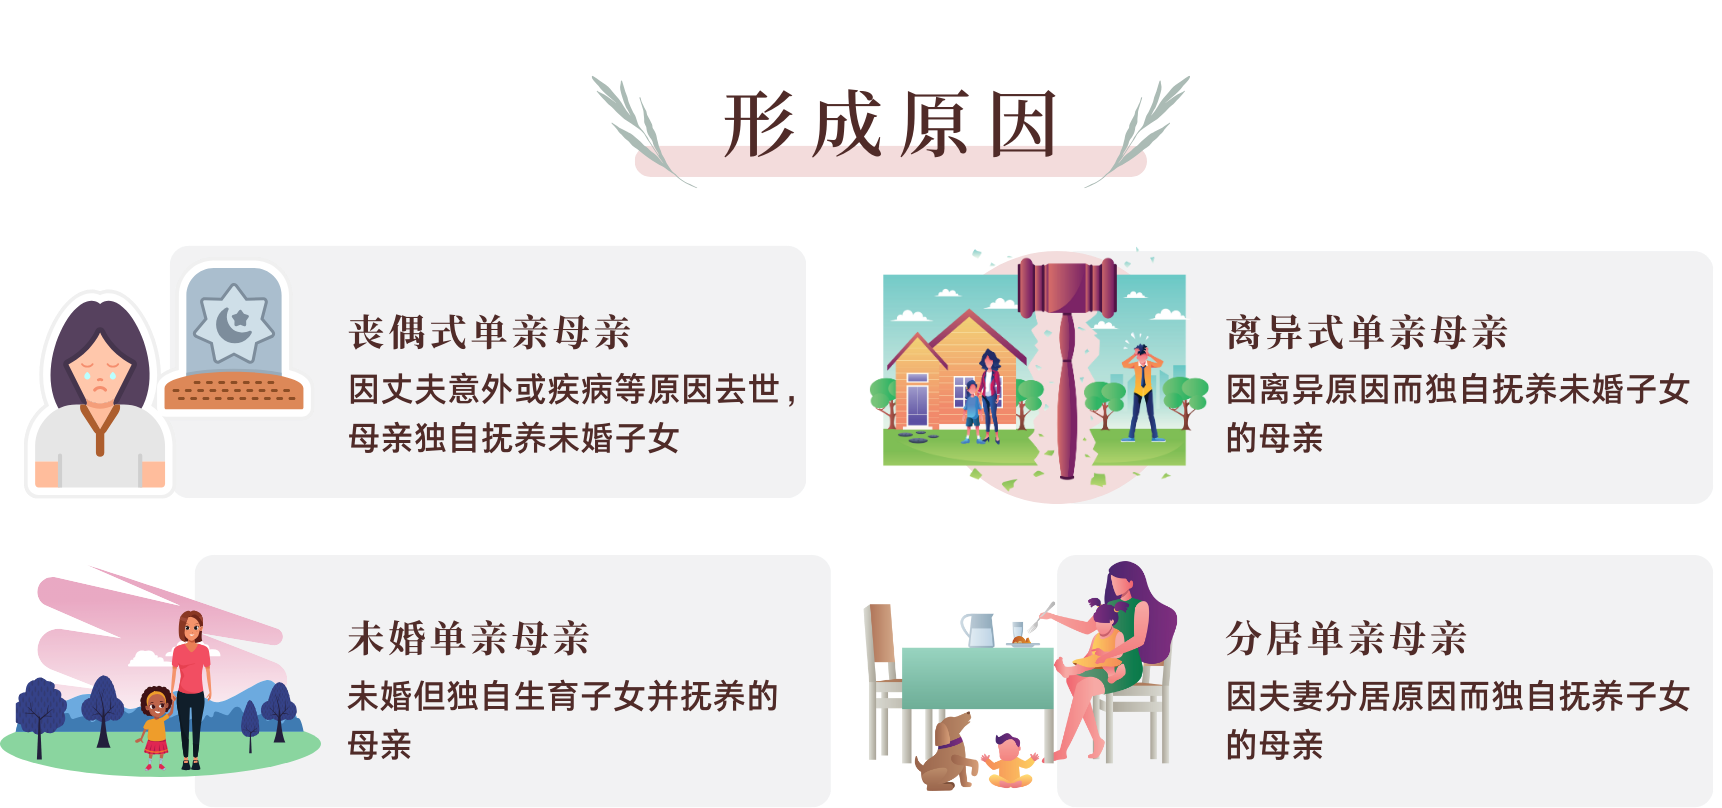 形成原因
丧偶式单亲母亲
因丈夫意外或疾病等原因去世，
母亲独自抚养未婚子女
离异式单亲母亲
因离异原因而独自抚养未婚子女
的母亲
未婚单亲母亲
未婚但独自生育子女并抚养的
母亲
分居单亲母亲
因夫妻分居原因而独自抚养子女
的母亲